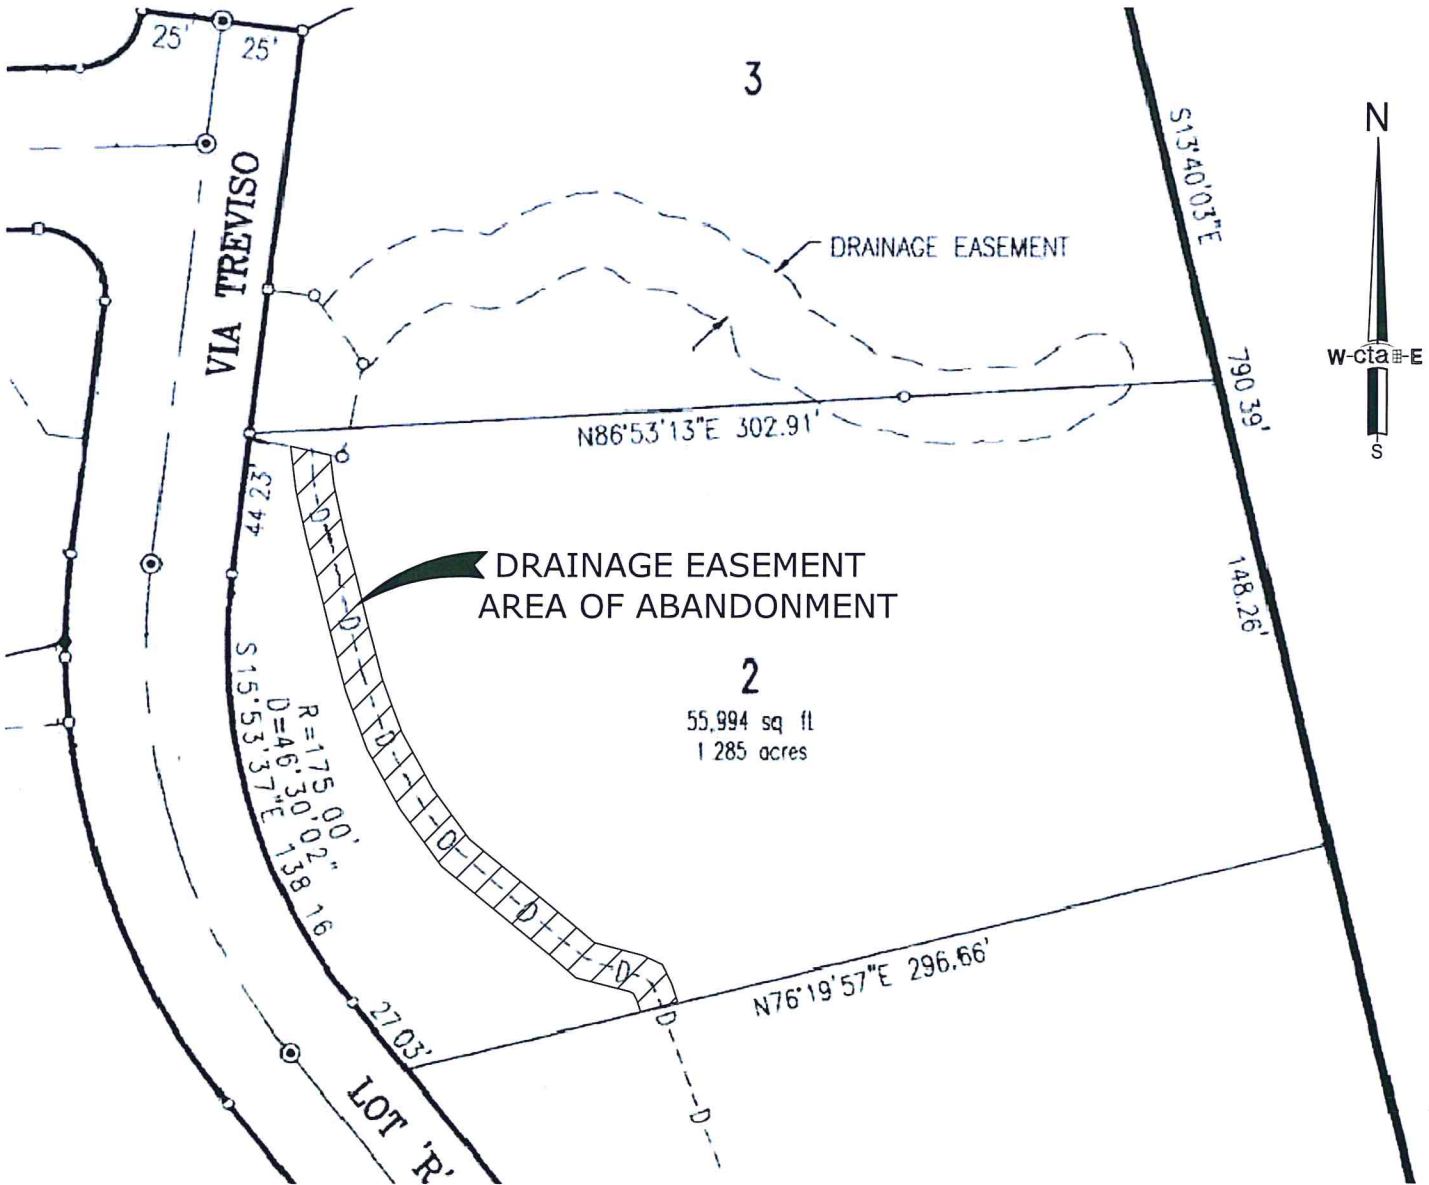 25'
25'
3
N
S13°40'03"E
VIA TREVISO
DRAINAGE EASEMENT
W-cta-E
S
790 39'
N86°53'13"E 302.91'
44 23'
D
DRAINAGE EASEMENT
AREA OF ABANDONMENT
148.26'
D
2
55,994 sq ft
1 285 acres
S 15°53'37"E 138 16
D=46°30'02"
R=175 00'
D
D
D
D
N76°19'57"E 296.66'
27 03'
D
LOT 'R'
D